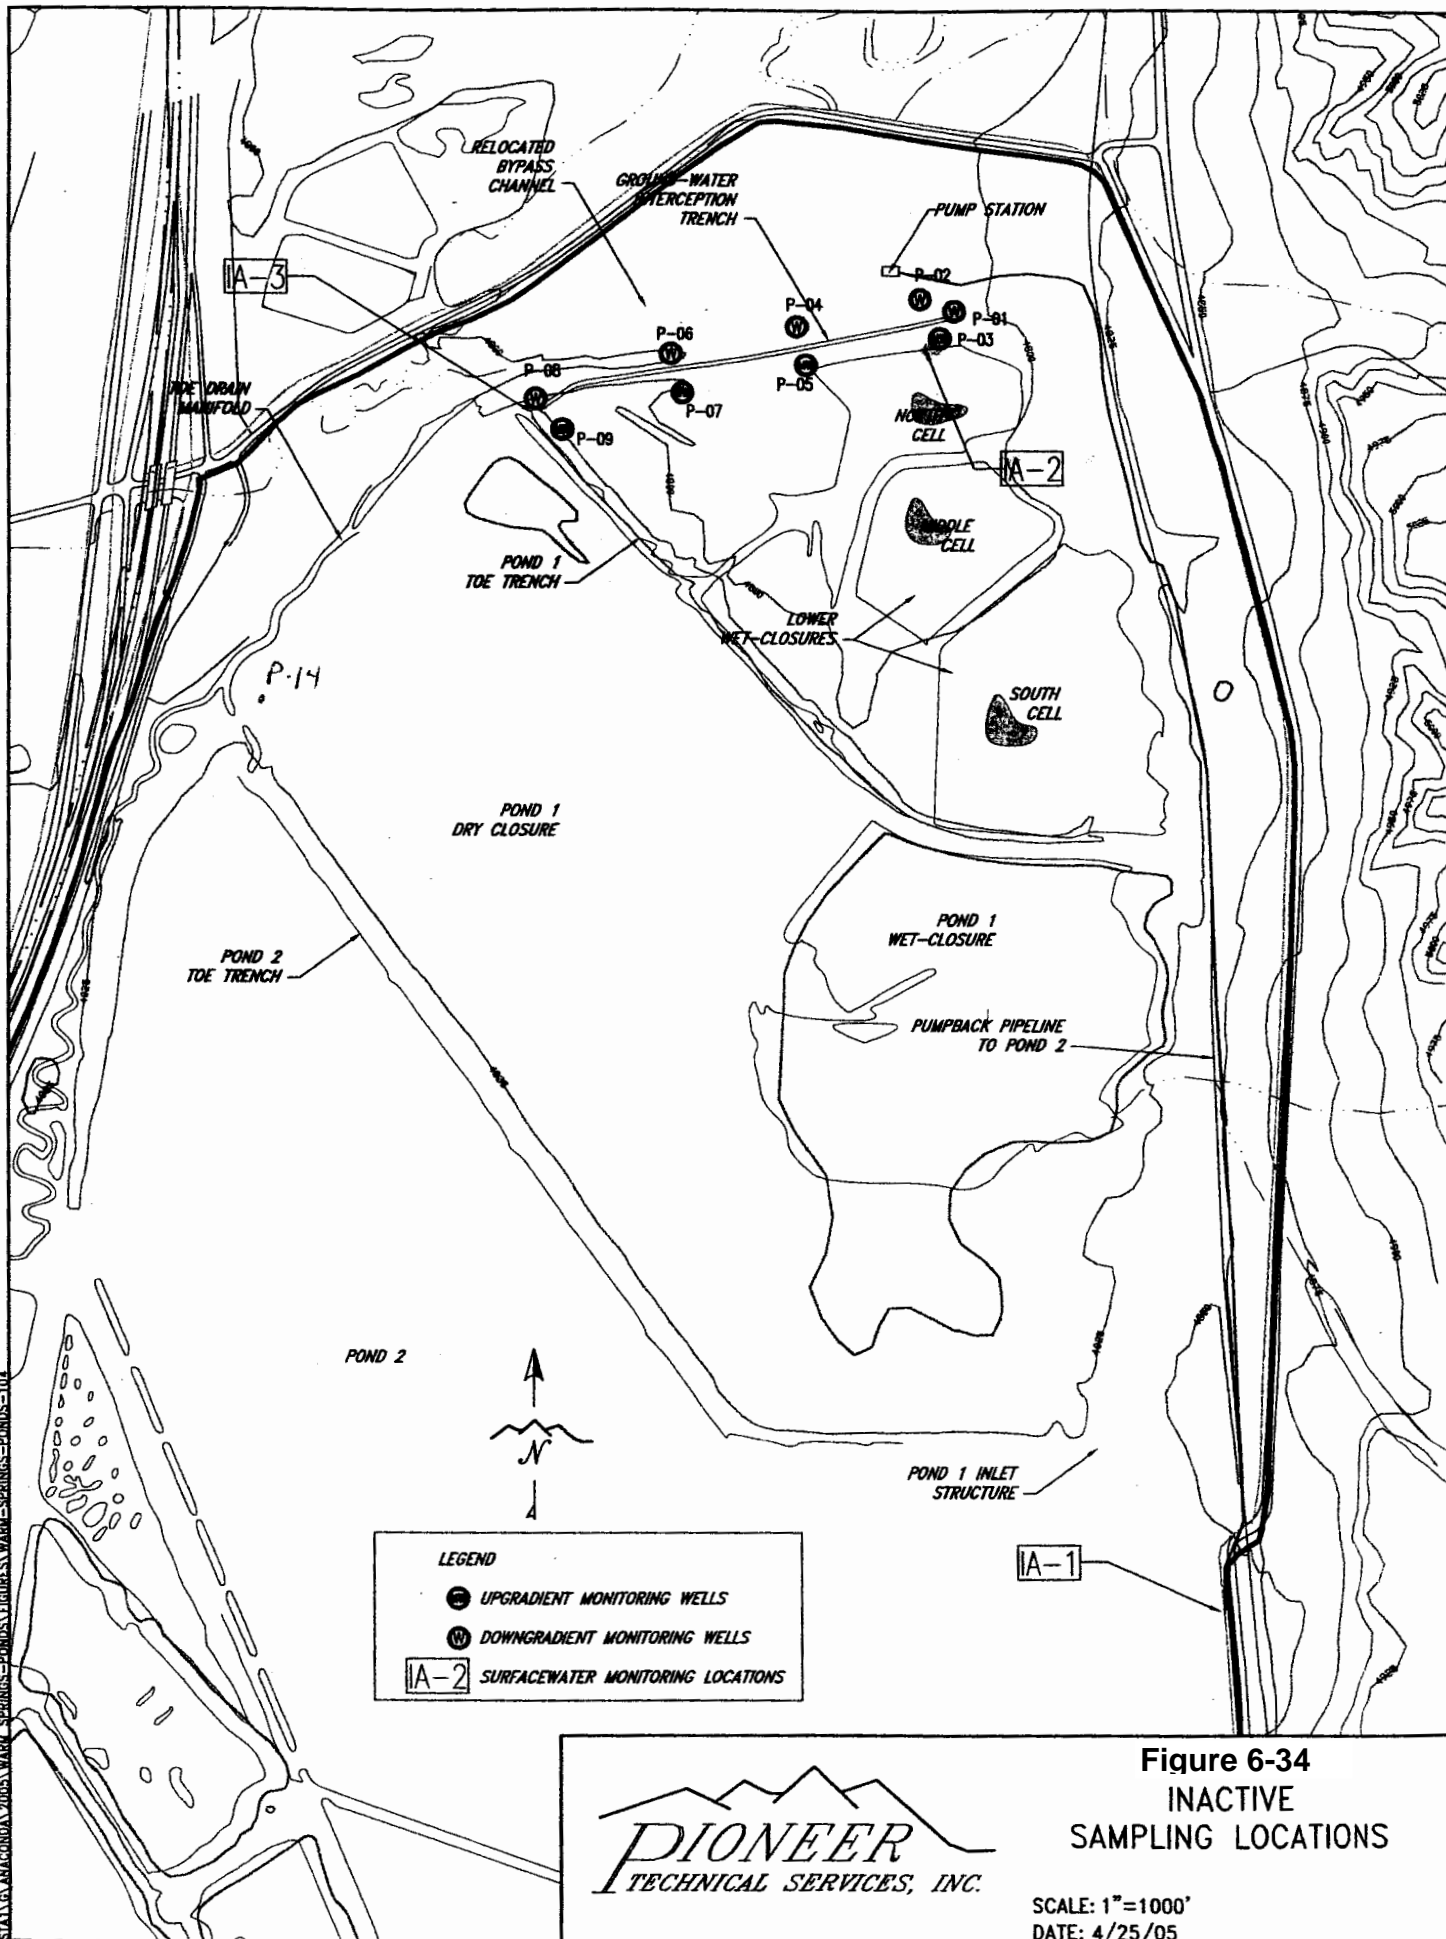 RELOCATED
BYPASS
CHANNEL
GROUND-WATER
INTERCEPTION
TRENCH
PUMP STATION
IA-3
P-02
P-01
P-04
P-03
P-06
P-05
P-08
P-07
P-09
TOE DRAIN
MANIFOLD
NORTH
CELL
IA-2
MIDDLE
CELL
POND 1
TOE TRENCH
LOWER
WET-CLOSURES
P-14
SOUTH
CELL
POND 1
DRY CLOSURE
POND 1
WET-CLOSURE
POND 2
TOE TRENCH
PUMPBACK PIPELINE
TO POND 2
POND 2
N
POND 1 INLET
STRUCTURE
IA-1
LEGEND
UPGRADIENT MONITORING WELLS
W DOWNGRADIENT MONITORING WELLS
IA-2 SURFACEWATER MONITORING LOCATIONS
PIONEER
TECHNICAL SERVICES, INC.
Figure 6-34
INACTIVE
SAMPLING LOCATIONS
SCALE: 1"=1000'
DATE: 4/25/05